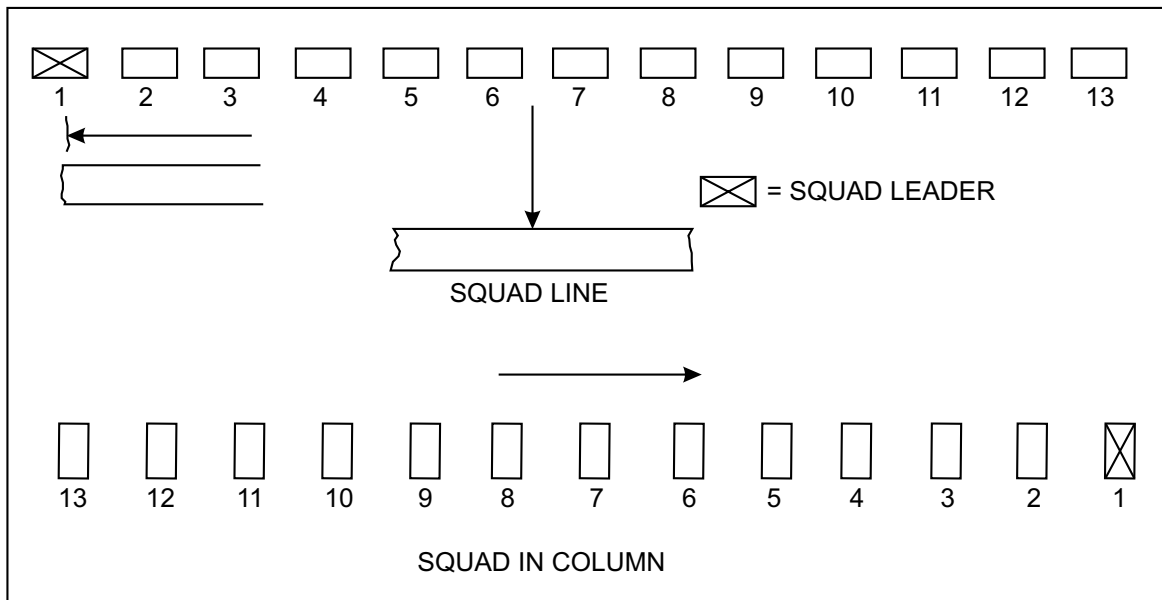 1 2 3 4 5 6 7 8 9 10 11 12 13
= SQUAD LEADER
SQUAD LINE
13 12 11 10 9 8 7 6 5 4 3 2 1
SQUAD IN COLUMN